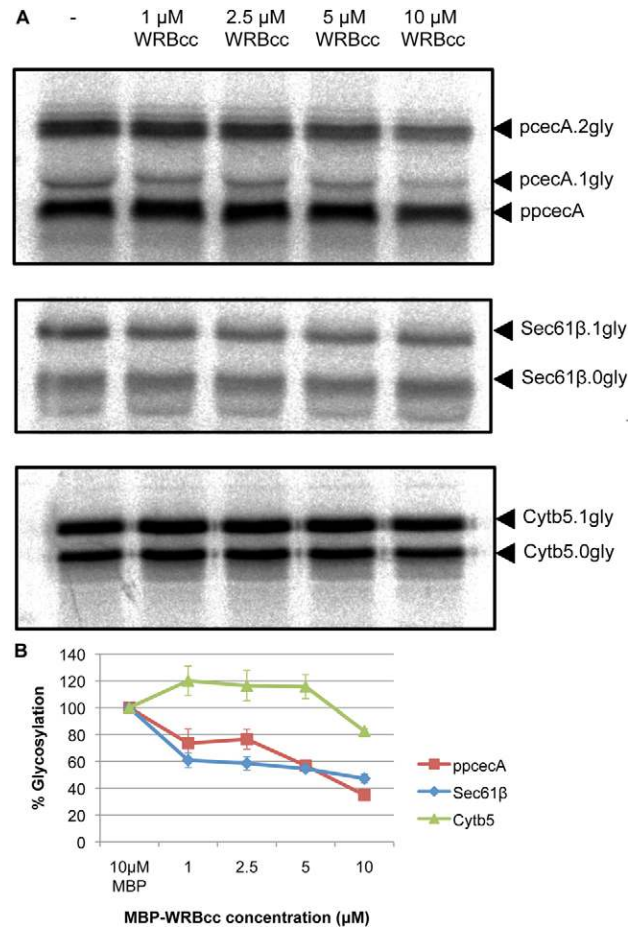 A
-
1 µM
WRBcc
2.5 µM
WRBcc
5 µM
WRBcc
10 µM
WRBcc
pcecA.2gly
pcecA.1gly
ppcecA
Sec61β.1gly
Sec61β.0gly
Cytb5.1gly
Cytb5.0gly
B
% Glycosylation
140
120
100
80
60
40
20
0
10µM
MBP
1
2.5
5
10
MBP-WRBcc concentration (µM)
ppcecA
Sec61β
Cytb5